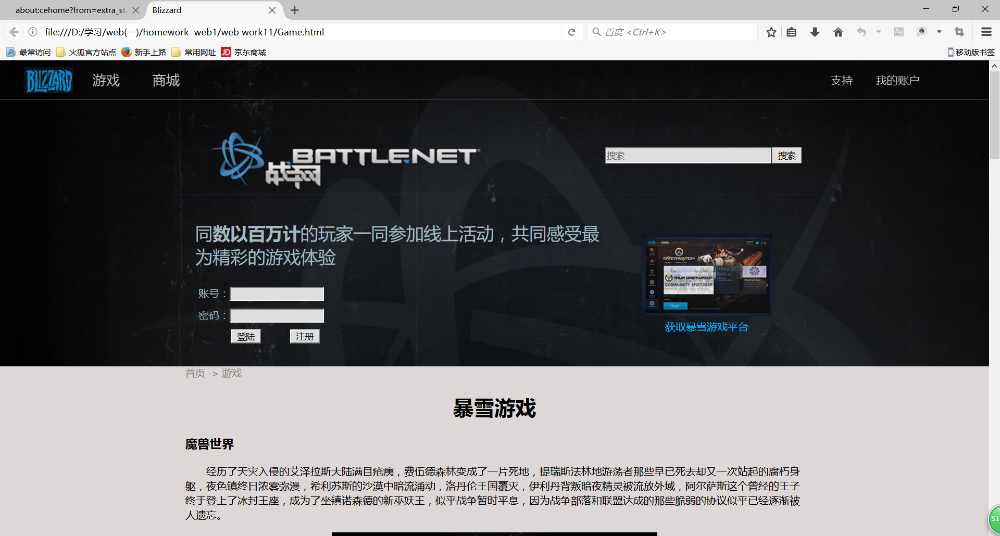 about:cehome?from=extra_sta
Blizzard
file:///D:/学习/web(一)/homework  web1/web work11/Game.html
百度 <Ctrl+K>
最常访问
火狐官方站点
新手上路
常用网址
JD 京东商城
移动版书签
BLIZZARD
游戏
商城
支持
我的账户
BATTLE.NET
战网
搜索
搜索
同数以百万计的玩家一同参加线上活动，共同感受最
为精彩的游戏体验
OVERWATCH
YOUR OVERWATCH
COMMUNITY SPOTLIGHT
PLAY
账号：
密码：
登陆
注册
获取暴雪游戏平台
首页 -> 游戏
暴雪游戏
魔兽世界
经历了天灾入侵的艾泽拉斯大陆满目疮痍，费伍德森林变成了一片死地，提瑞斯法林地游荡者那些早已死去却又一次站起的腐朽身
躯，夜色镇终日浓雾弥漫，希利苏斯的沙漠中暗流涌动，洛丹伦王国覆灭，伊利丹背叛暗夜精灵被流放外域，阿尔萨斯这个曾经的王子
终于登上了冰封王座，成为了坐镇诺森德的新巫妖王，似乎战争暂时平息，因为战争部落和联盟达成的那些脆弱的协议似乎已经逐渐被
人遗忘。
51